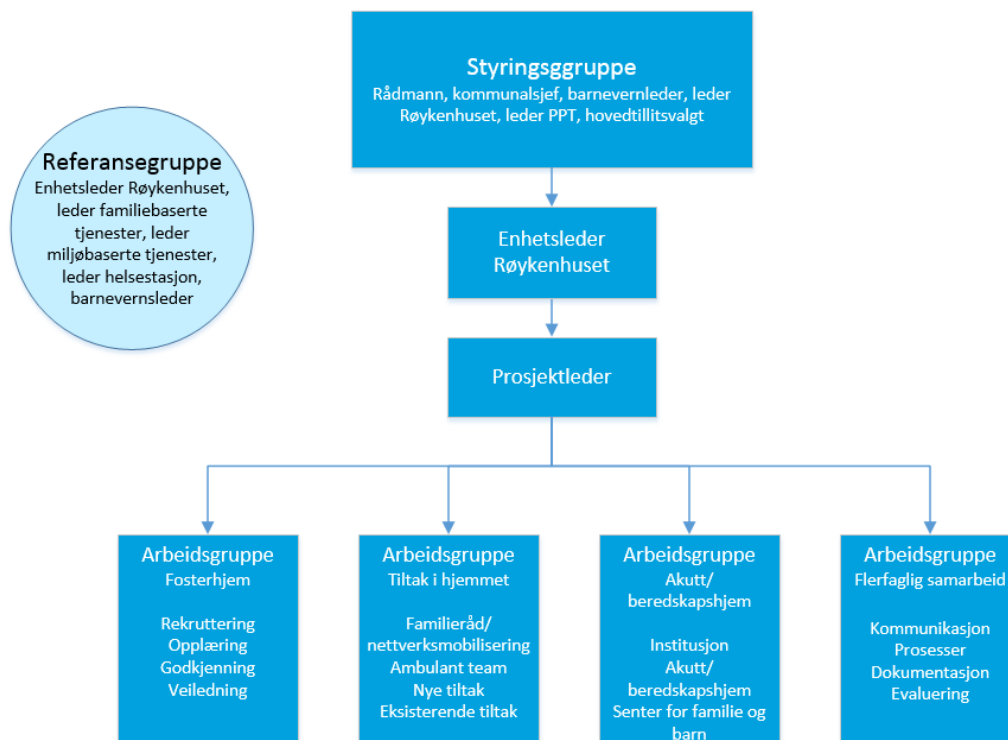 Styringsggruppe
Rådmann, kommunalsjef, barnevernleder, leder
Røykenhuset, leder PPT, hovedtillitsvalgt
Referansegruppe
Enhetsleder Røykenhuset,
leder familiebaserte
tjenester, leder
miljøbaserte tjenester,
leder helsestasjon,
barnevernsleder
Enhetsleder
Røykenhuset
Prosjektleder
Arbeidsgruppe
Fosterhjem
Rekruttering
Opplæring
Godkjenning
Veiledning
Arbeidsgruppe
Tiltak i hjemmet
Familieråd/
nettverksmobilisering
Ambulant team
Nye tiltak
Eksisterende tiltak
Arbeidsgruppe
Akutt/
beredskapshjem
Institusjon
Akutt/
beredskapshjem
Senter for familie og
barn
Arbeidsgruppe
Flerfaglig samarbeid
Kommunikasjon
Prosesser
Dokumentasjon
Evaluering